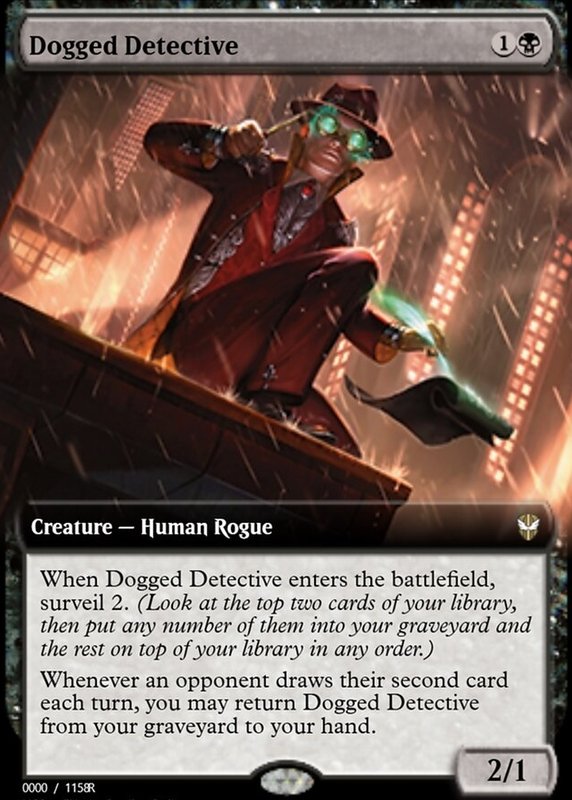 Dogged Detective
1
Creature — Human Rogue
When Dogged Detective enters the battlefield,
surveil 2. (Look at the top two cards of your library,
then put any number of them into your graveyard and
the rest on top of your library in any order.)
Whenever an opponent draws their second card
each turn, you may return Dogged Detective
from your graveyard to your hand.
2/1
0000 / 1158R